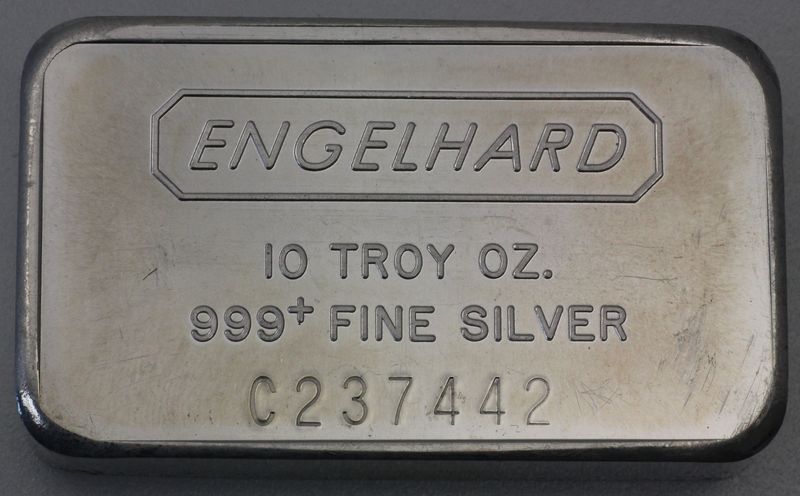 ENGELHARD
10 TROY OZ.
999+ FINE SILVER
C237442